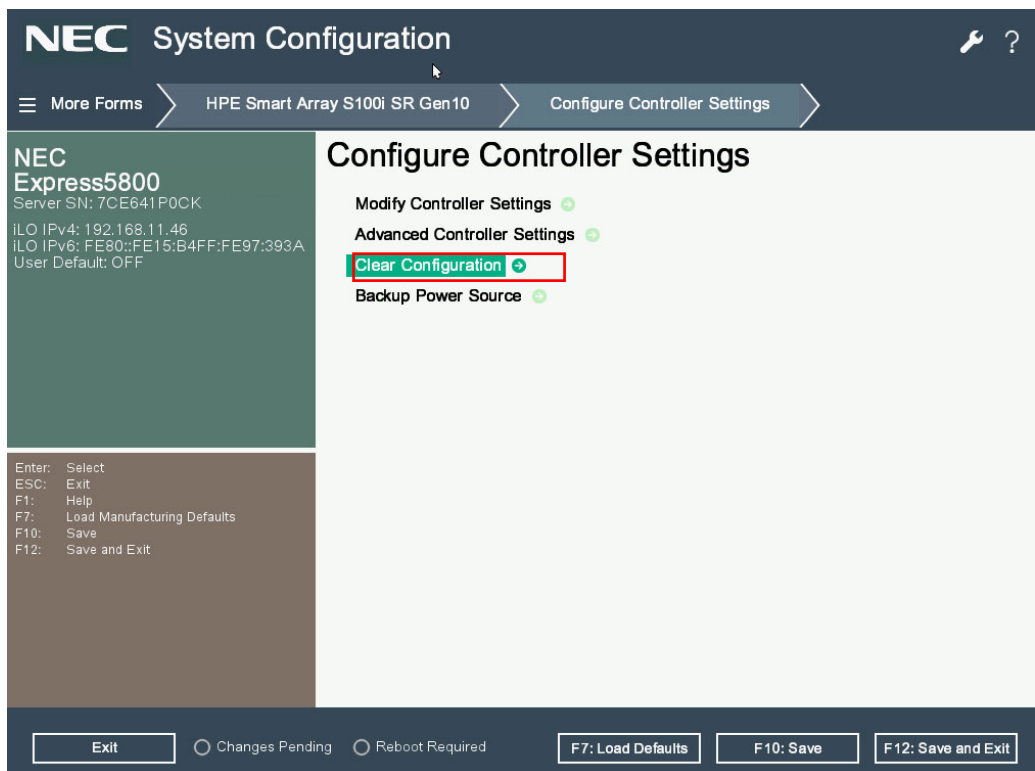 NEC System Configuration
?
More Forms
HPE Smart Array S100i SR Gen10
Configure Controller Settings
NEC
Express5800
Server SN: 7CE641P0CK
iLO IPv4: 192.168.11.46
iLO IPv6: FE80::FE15:B4FF:FE97:393A
User Default: OFF
Configure Controller Settings
Modify Controller Settings
Advanced Controller Settings
Clear Configuration
Backup Power Source
Enter: Select
ESC: Exit
F1: Help
F7: Load Manufacturing Defaults
F10: Save
F12: Save and Exit
Exit
Changes Pending
Reboot Required
F7: Load Defaults
F10: Save
F12: Save and Exit